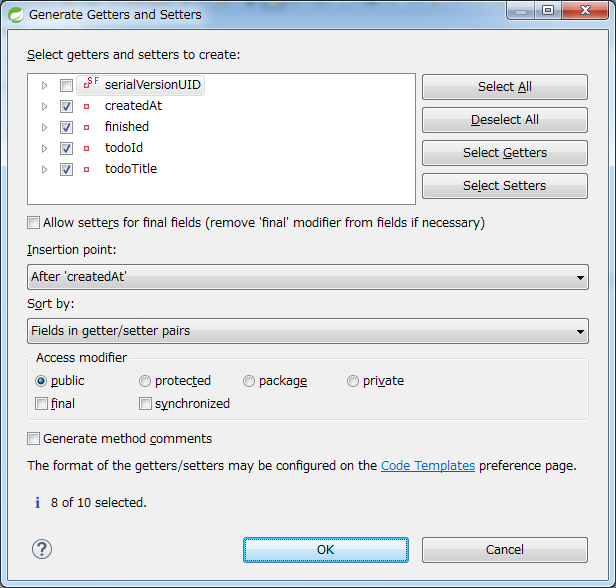 Generate Getters and Setters
Select getters and setters to create:
serialVersionUID
createdAt
finished
todoId
todoTitle
Select All
Deselect All
Select Getters
Select Setters
Allow setters for final fields (remove 'final' modifier from fields if necessary)
Insertion point:
After 'createdAt'
Sort by:
Fields in getter/setter pairs
Access modifier
public protected package private
final synchronized
Generate method comments
The format of the getters/setters may be configured on the Code Templates preference page.
8 of 10 selected.
OK Cancel